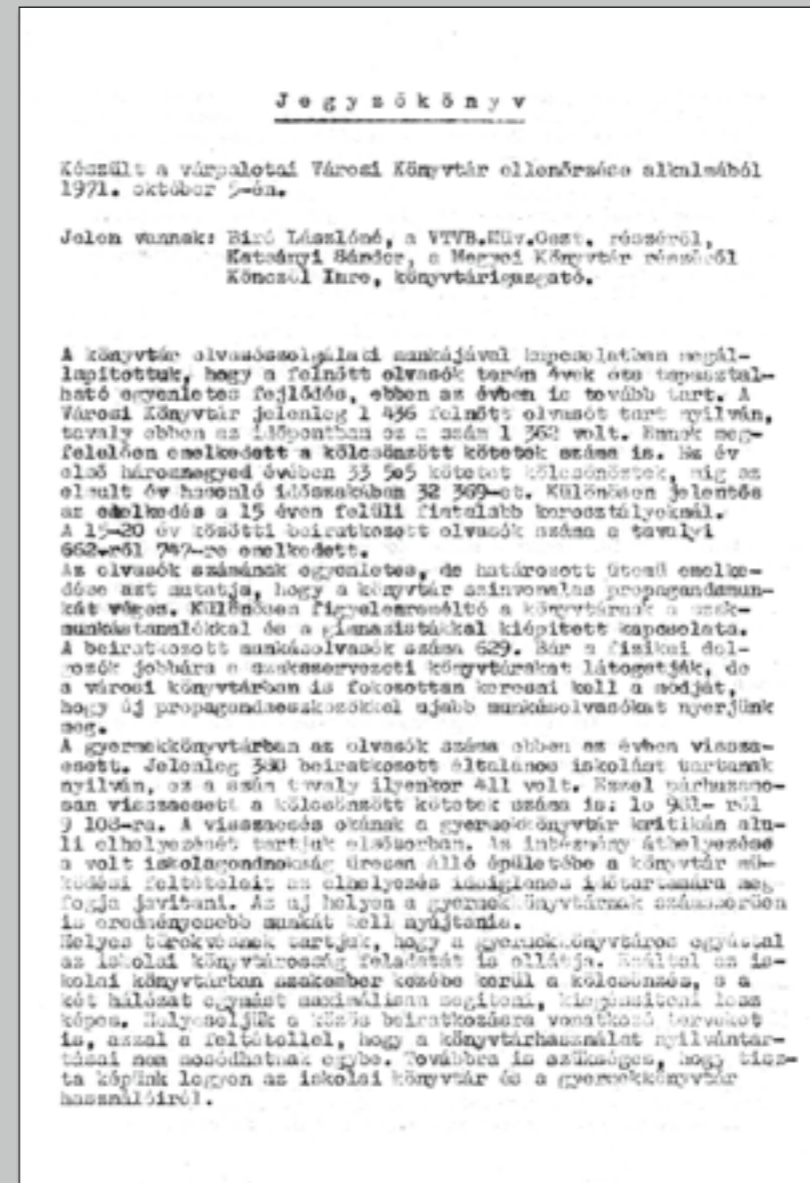 Jegyzőkönyv
Készült a várpalotai Városi Könyvtár ellenőrzése alkalmából
1971. október 5-én.
Jelen vannak: Biró Lászlóné, a VTVB.Müv.Oszt. részéről,
Katsányi Sándor, a Megyei Könyvtár részéről
Könczöl Imre, könyvtárigazgató.
A könyvtár olvasószolgálati munkájával kapcsolatban megál-
lapitottuk, hogy a felnőtt olvasók terén évek óta tapasztal-
ható egyenletes fejlődés, ebben az évben is tovább tart. A
Városi Könyvtár jelenleg 1 436 felnőtt olvasót tart nyilván,
tavaly ebben az időpontban ez a szám 1 362 volt. Ennek meg-
felelően emelkedett a kölcsönzött kötetek száma is. Ez év
első háromnegyed évében 33 505 kötetet kölcsönöztek, mig az
elmult év hasonló időszakában 32 369-et. Különösen jelentős
az emelkedés a 15 éven felüli fiatalabb korosztályoknál.
A 15-20 év közötti beiratkozott olvasók száma a tavalyi
662-ről 747-re emelkedett.
Az olvasók számának egyenletes, de határozott ütemű emelke-
dése azt mutatja, hogy a könyvtár szinvonalas propagandamun-
kát végez. Különösen figyelemreméltó a könyvtárnak a szak-
munkástanulókkal és a gimnazistákkal kiépitett kapcsolata.
A beiratkozott munkásolvasók száma 629. Bár a fizikai dol-
gozók jobbára a szakszervezeti könyvtárakat látogatják, de
a városi könyvtárban is fokozottan keresni kell a módját,
hogy új propagandaeszközökkel ujabb munkásolvasókat nyerjünk
meg.
A gyermekkönyvtárban az olvasók száma ebben az évben vissza-
esett. Jelenleg 380 beiratkozott általános iskolást tartanak
nyilván, ez a szám tavaly ilyenkor 411 volt. Ezzel párhuzamo-
san visszaesett a kölcsönzött kötetek száma is: lo 981- ről
9 108-ra. A visszaesés okának a gyermekkönyvtár kritikán alu-
li elhelyezését tartjuk elsősorban. Az intézmény áthelyezése
a volt iskolagondnokság üresen álló épületébe a könyvtár mű-
ködési feltételeit az elhelyezés ideiglenes időtartamára meg
fogja javitani. Az uj helyen a gyermekkönyvtárnak számszerűen
is eredményesebb munkát kell nyújtania.
Helyes törekvésnek tartjuk, hogy a gyermekkönyvtáros egyúttal
az iskolai könyvtárosság feladatát is ellátja. Ezáltal az is-
kolai könyvtárban szakember kezébe kerül a kölcsönzés, s a
két hálózat egymást maximálisan segiteni, kiegésziteni lesz
képes. Helyeseljük a közös beiratkozásra vonatkozó terveket
is, azzal a feltétellel, hogy a könyvtárhasználat nyilvántar-
tásai nem mosódhatnak egybe. Továbbra is szükséges, hogy tisz-
ta képünk legyen az iskolai könyvtár és a gyermekkönyvtár
használóiról.